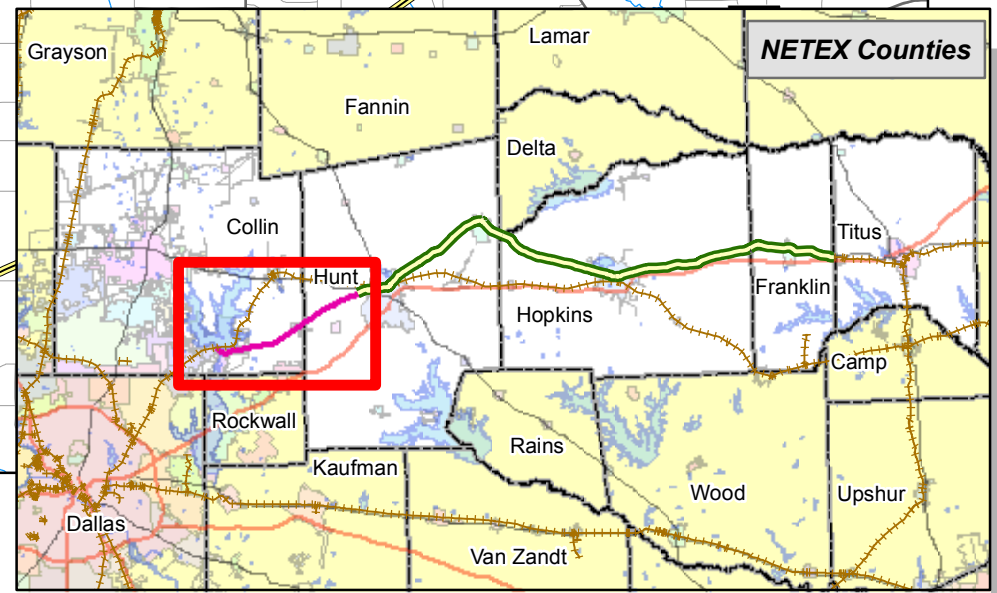 Grayson
Lamar
NETEX Counties
Fannin
Delta
Collin
Titus
Hunt
Franklin
Hopkins
Camp
Rockwall
Rains
Kaufman
Wood
Upshur
Dallas
Van Zandt